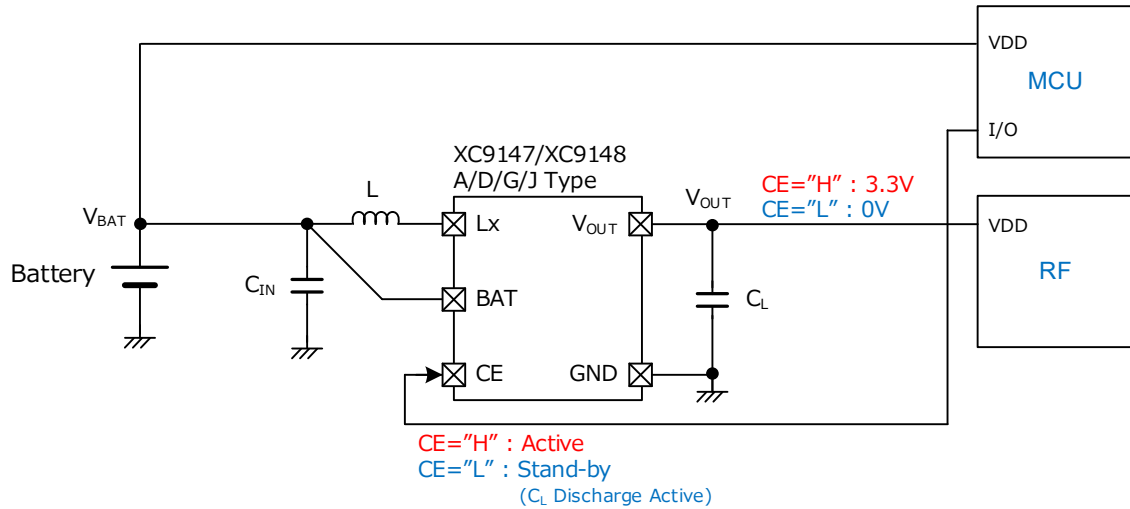 VDD
MCU
I/O
XC9147/XC9148
A/D/G/J Type
L
VBAT
Lx
VOUT
VOUT
CE=”H” : 3.3V
CE=”L” : 0V
VDD
RF
Battery
CIN
BAT
CL
CE
GND
CE=”H” : Active
CE=”L” : Stand-by
(CL Discharge Active)